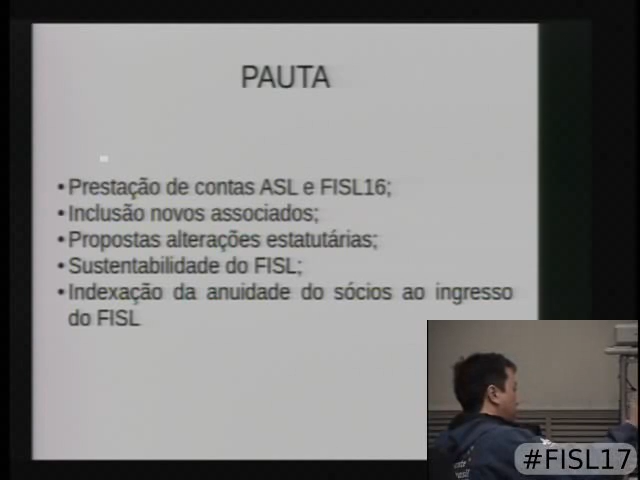 PAUTA
•Prestação de contas ASL e FISL16;
•Inclusão novos associados;
•Propostas alterações estatutárias;
•Sustentabilidade do FISL;
•Indexação da anuidade do sócios ao ingresso
do FISL
#FISL17